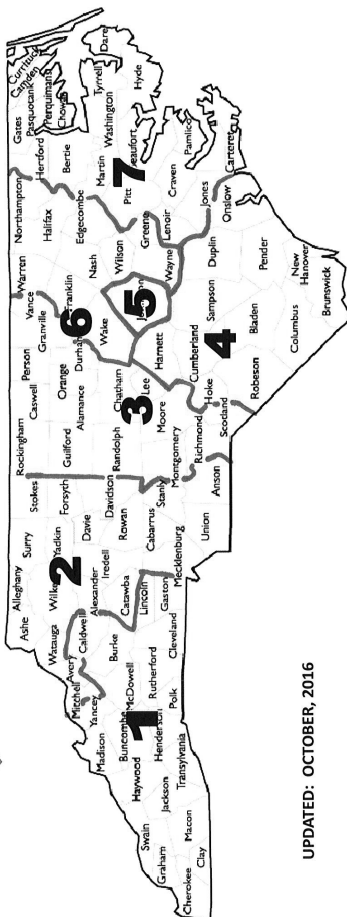 Alleghany
Ashe
Surry
Stokes
Rockingham
Caswell
Person
Vance
Granville
Warren
Northampton
Gates
Hertford
Pasquotank
Camden
Currituck
Perquimans
Chowan
Watauga
Wilkes
Yadkin
Forsyth
Guilford
Alamance
Orange
Durham
Franklin
Halifax
Bertie
2
6
Mitchell
Avery
Caldwell
Alexander
Iredell
Davie
Davidson
Randolph
Chatham
Wake
Nash
Edgecombe
Martin
Washington
Tyrrell
Dare
Madison
Yancey
Burke
Catawba
Rowan
3
5
Wilson
Pitt
7
Beaufort
Hyde
Haywood
Buncombe
McDowell
Lincoln
Cabarrus
Stanly
Montgomery
Moore
Lee
Harnett
Wayne
Greene
Lenoir
Craven
Pamlico
Swain
Graham
Jackson
1
Henderson
Rutherford
Polk
Cleveland
Gaston
Mecklenburg
Cherokee
Clay
Macon
Transylvania
Union
Anson
Richmond
Scotland
Hoke
Cumberland
4
Sampson
Duplin
Jones
Onslow
Carteret
Robeson
Bladen
Pender
Columbus
New
Hanover
Brunswick
UPDATED: OCTOBER, 2016